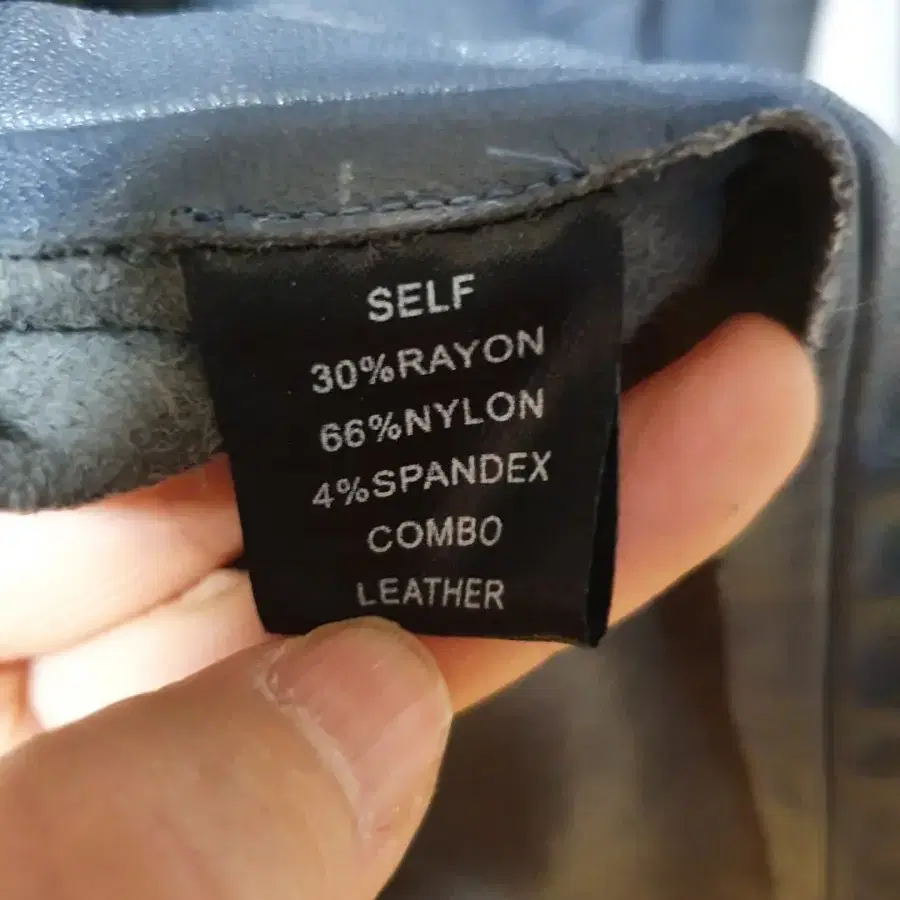 SELF
30%RAYON
66%NYLON
4%SPANDEX
COMBO
LEATHER